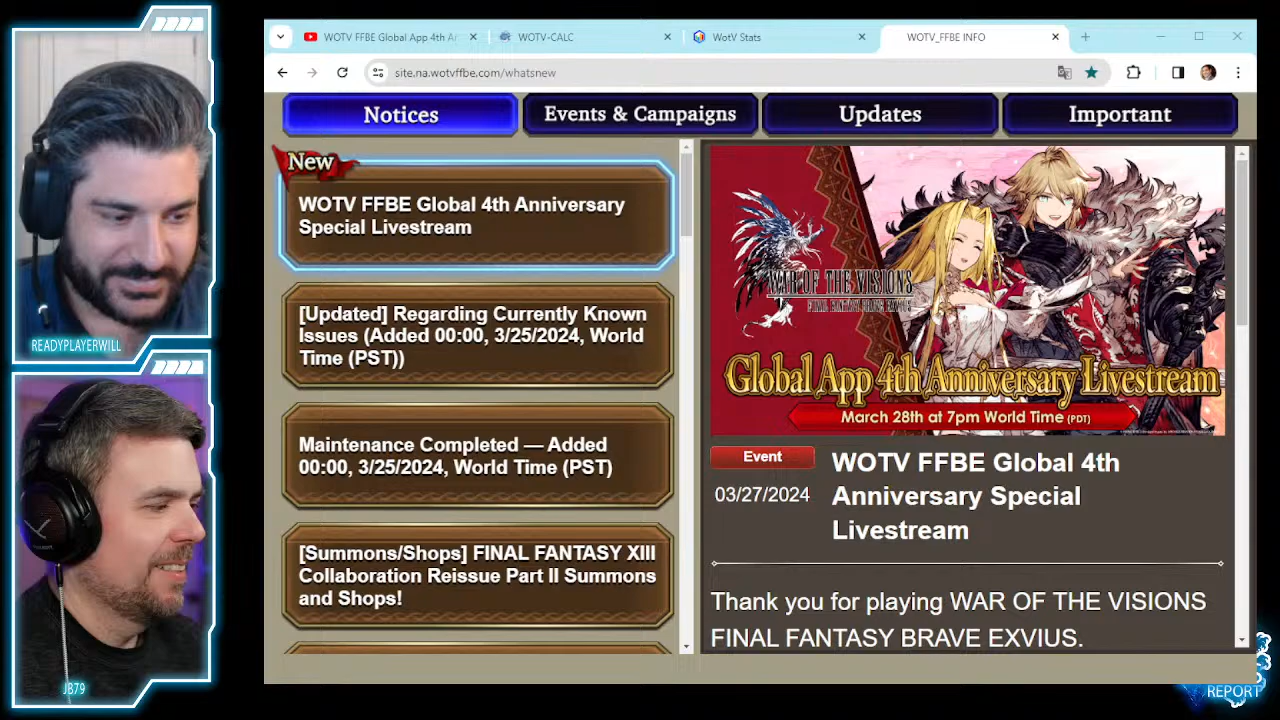 WOTV FFBE Global App 4th Ar
WOTV-CALC
WotV Stats
WOTV_FFBE INFO
site.na.wotvffbe.com/whatsnew
Notices
Events & Campaigns
Updates
Important
New
WOTV FFBE Global 4th Anniversary
Special Livestream
[Updated] Regarding Currently Known
Issues (Added 00:00, 3/25/2024, World
Time (PST))
Maintenance Completed — Added
00:00, 3/25/2024, World Time (PST)
[Summons/Shops] FINAL FANTASY XIII
Collaboration Reissue Part II Summons
and Shops!
WAR OF THE VISIONS
FINAL FANTASY BRAVE EXVIUS
Global App 4th Anniversary Livestream
March 28th at 7pm World Time (PDT)
Event
03/27/2024
WOTV FFBE Global 4th
Anniversary Special
Livestream
Thank you for playing WAR OF THE VISIONS
FINAL FANTASY BRAVE EXVIUS.
READYPLAYERWILL
JB79
REPORT